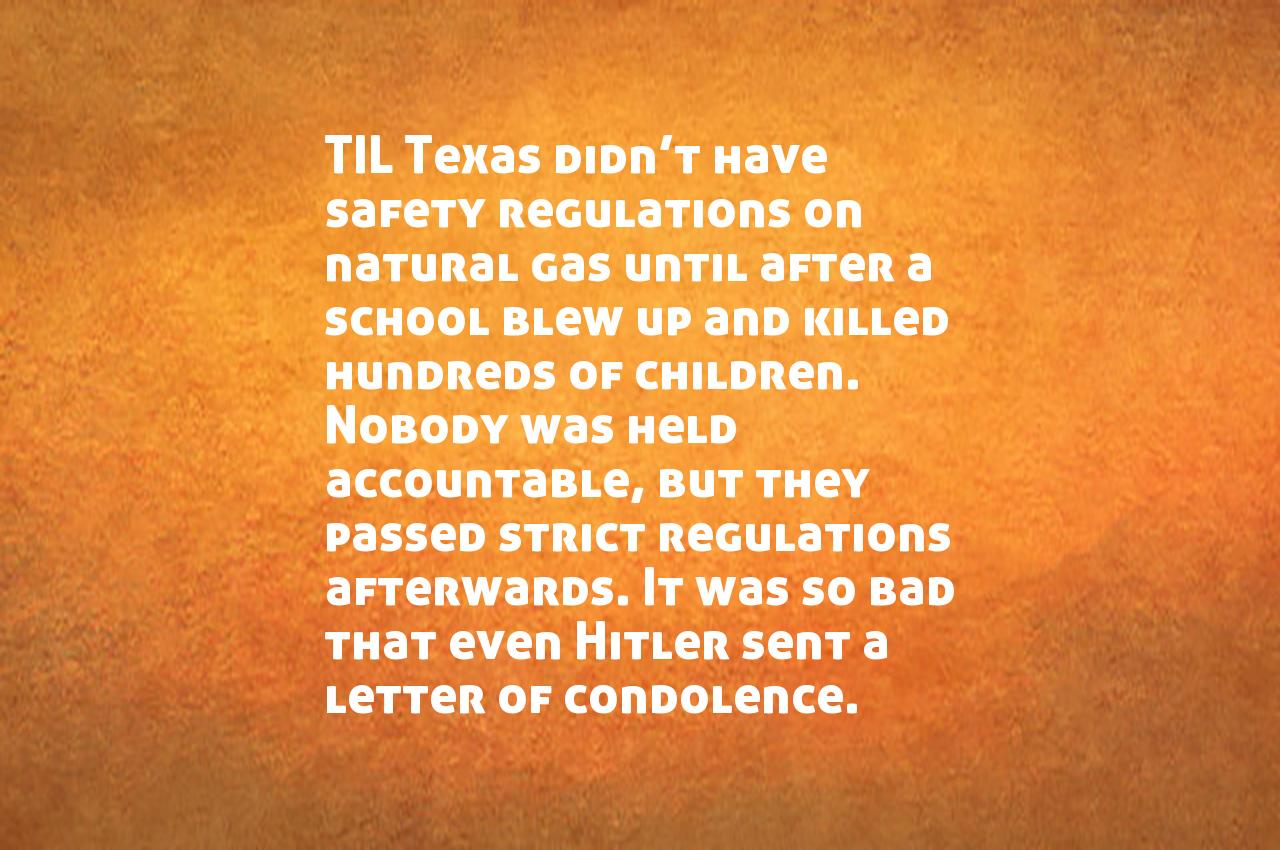 TIL Texas didn't have
safety regulations on
natural gas until after a
school blew up and killed
hundreds of children.
Nobody was held
accountable, but they
passed strict regulations
afterwards. It was so bad
that even Hitler sent a
letter of condolence.